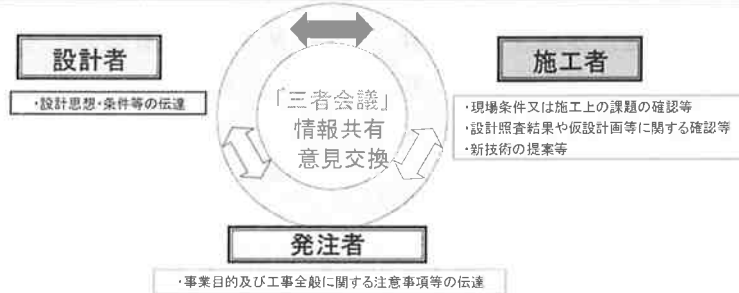 設計者
・設計思想・条件等の伝達
「三者会議」
情報共有
意見交換
施工者
・現場条件又は施工上の課題の確認等
・設計照査結果や仮設計画等に関する確認等
・新技術の提案等
発注者
・事業目的及び工事全般に関する注意事項等の伝達